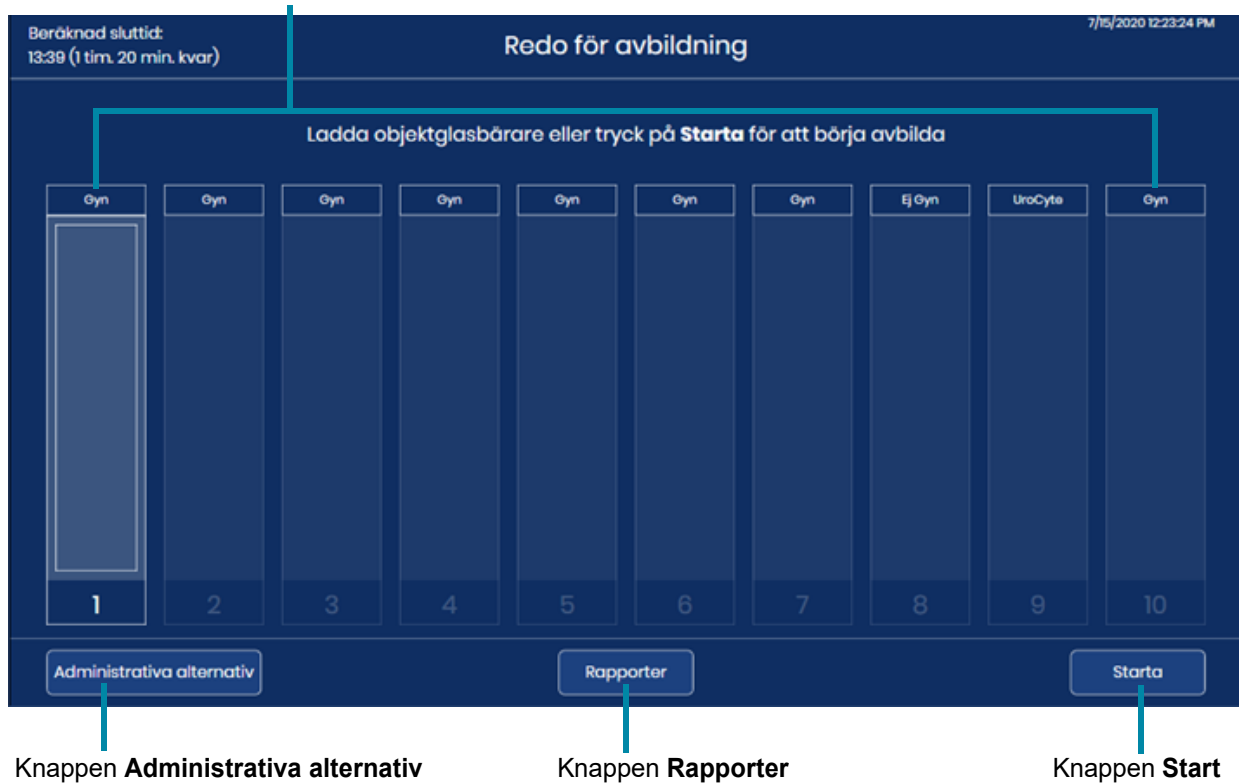 Beräknad sluttid:
13:39 (1 tim. 20 min. kvar)
Redo för avbildning
7/15/2020 12:23:24 PM
Ladda objektglasbärare eller tryck på Starta för att börja avbilda
Gyn Gyn Gyn Gyn Gyn Gyn Gyn Ej Gyn UroCyte Gyn
1 2 3 4 5 6 7 8 9 10
Administrativa alternativ Rapporter Starta
Knappen Administrativa alternativ Knappen Rapporter Knappen Start